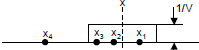 x
1/V
x₄ x₃ x₂ x₁